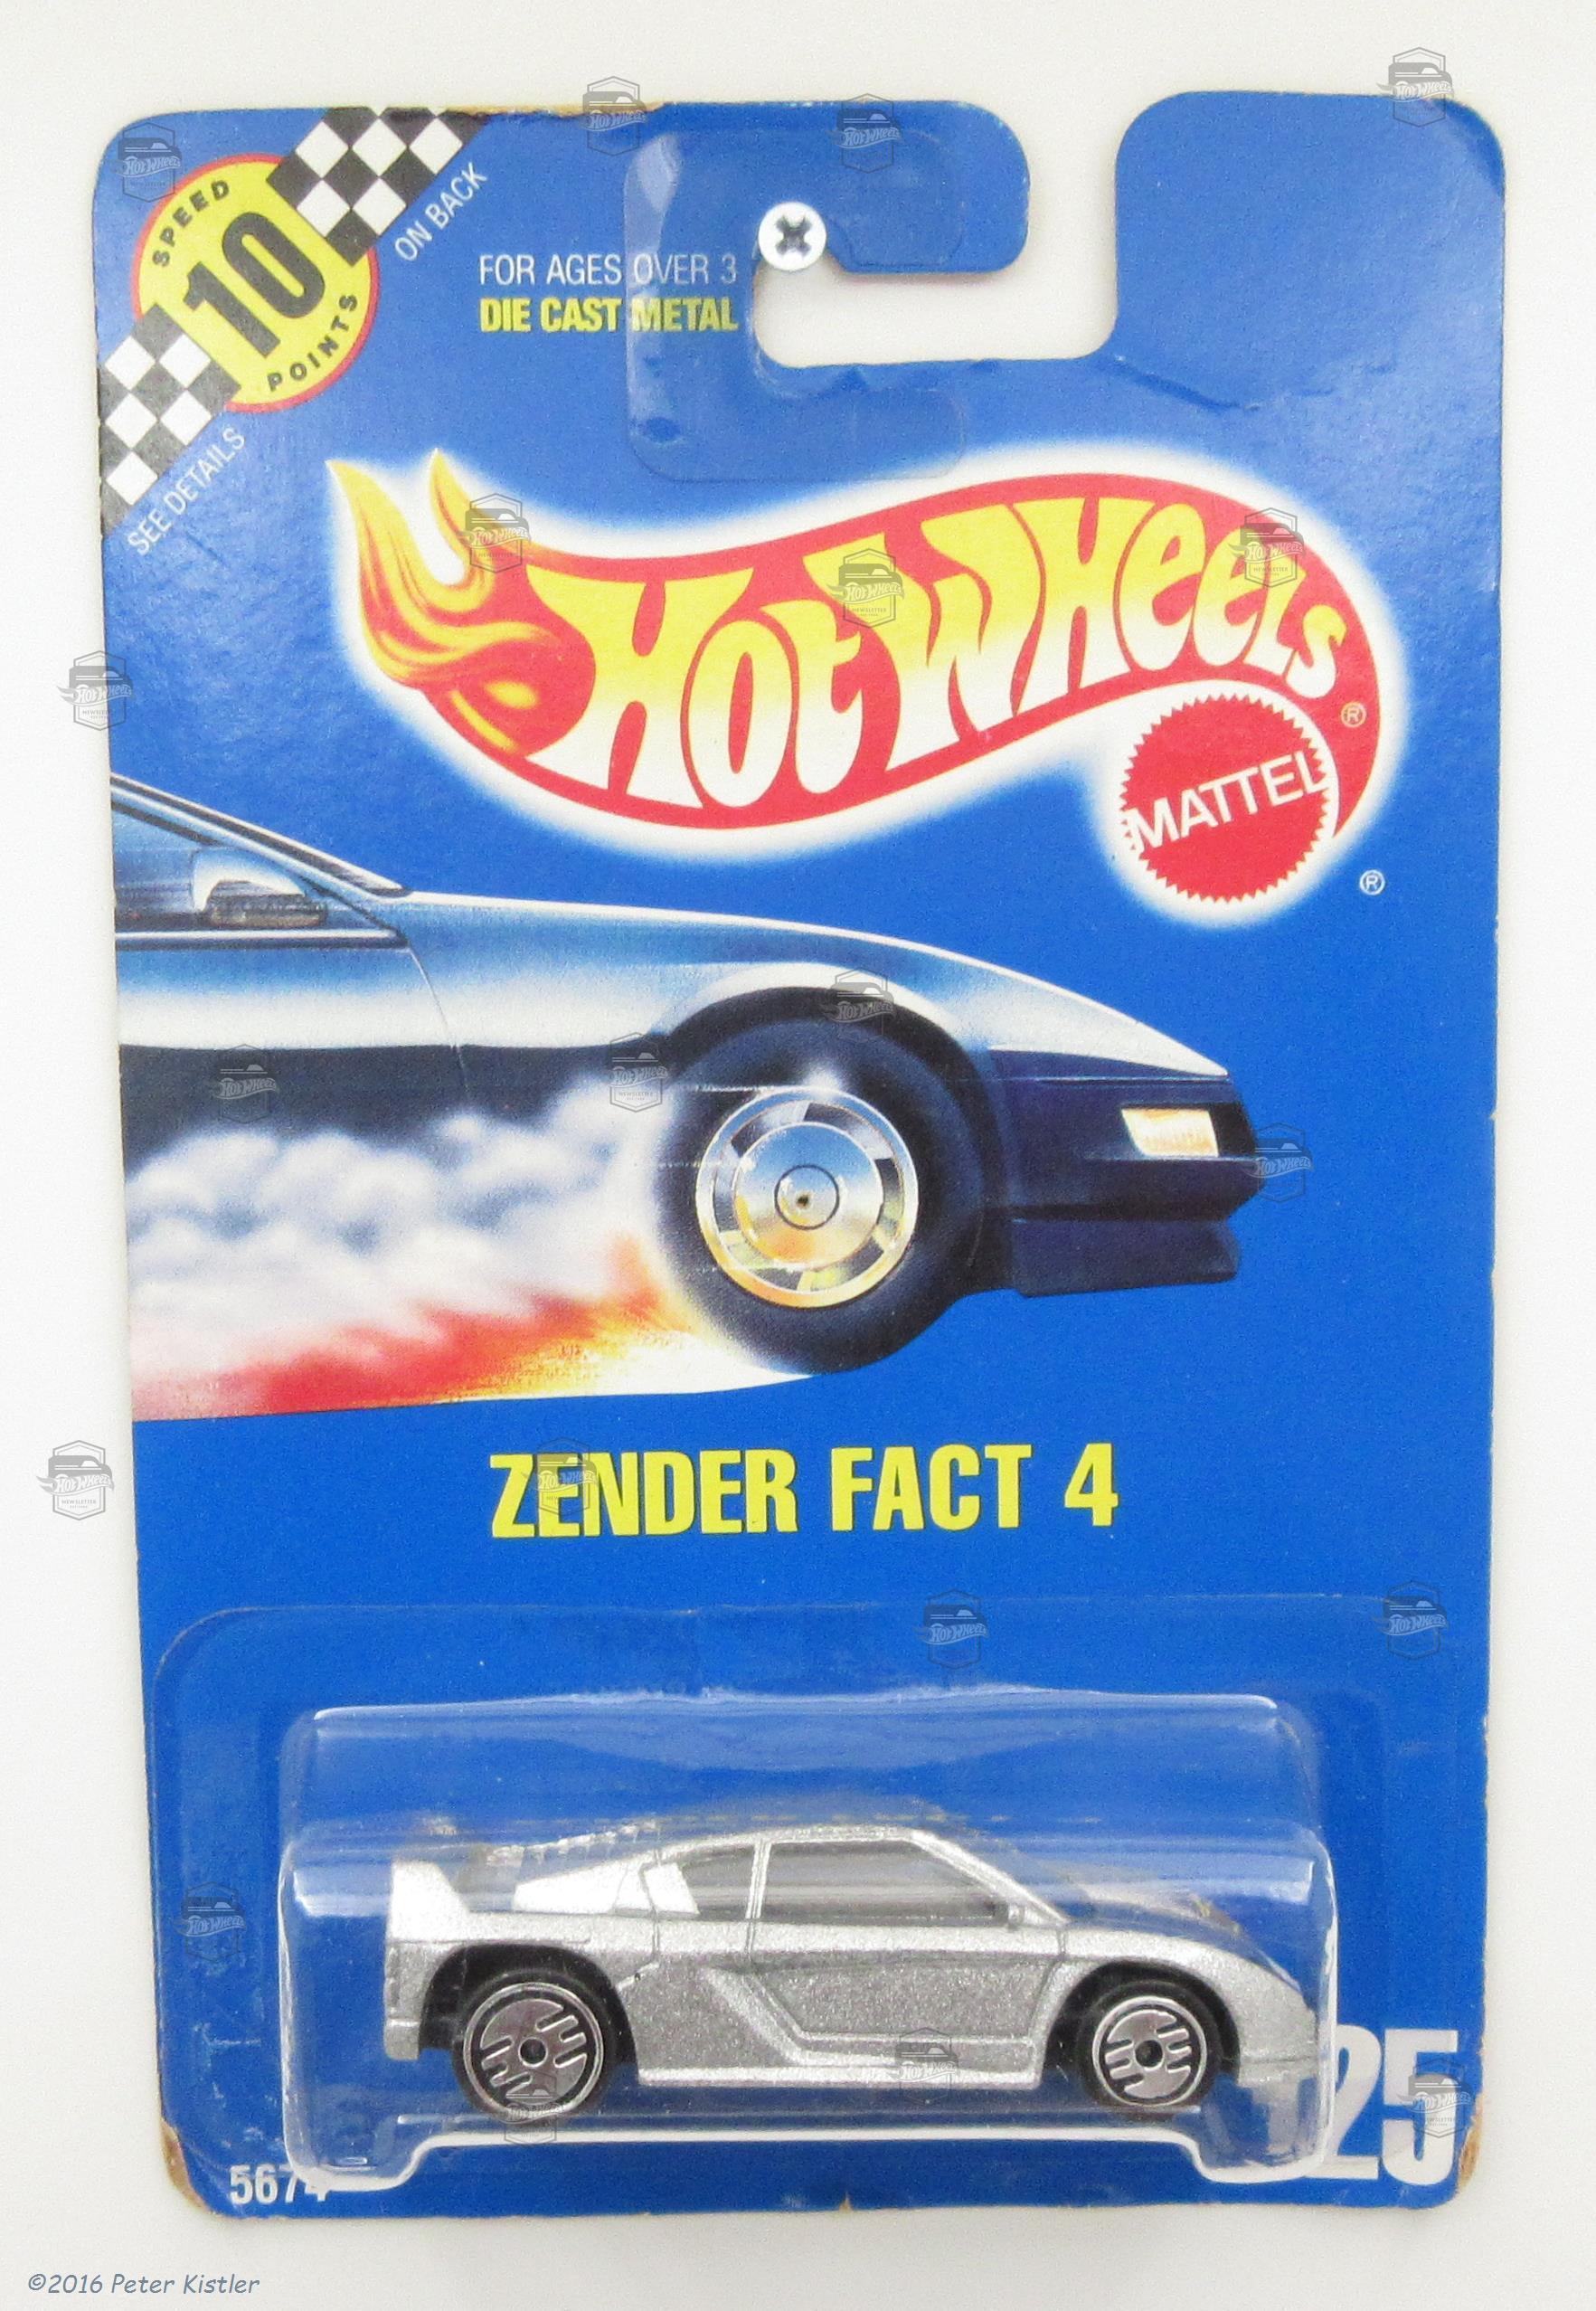 SPEED
10
POINTS
ON BACK
SEE DETAILS
FOR AGES OVER 3
DIE CAST METAL
HOT WHEELS ®
MATTEL
®
ZENDER FACT 4
25
5674
©2016 Peter Kistler